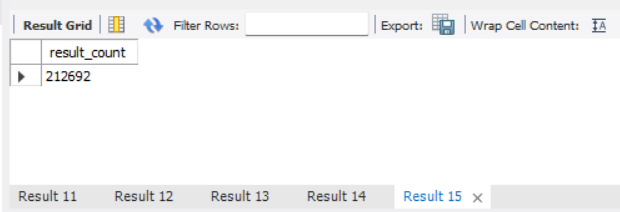 Result Grid Filter Rows: Export: Wrap Cell Content: IA
result_count
212692
Result 11 Result 12 Result 13 Result 14 Result 15 ×